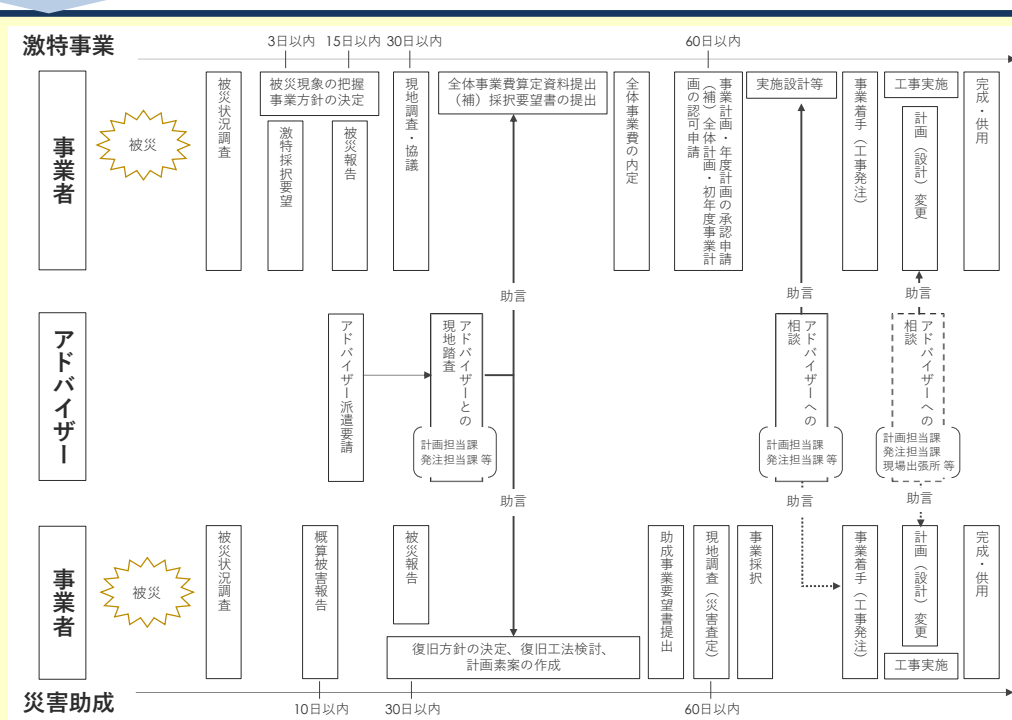 激特事業
3日以内
15日以内
30日以内
60日以内
事業者
被災
被災状況調査
被災現象の把握
事業方針の決定
激特採択要望
被災報告
現地調査・協議
全体事業費算定資料提出
（補）採択要望書の提出
全体事業費の内定
事業計画・年度計画の承認申請
（補）全体計画・初年度事業計
画の認可申請
実施設計等
事業着手（工事発注）
工事実施
計画（設計）変更
完成・供用
助言
助言
助言
アドバイザー
アドバイザー派遣要請
アドバイザーとの
現地踏査
計画担当課
発注担当課 等
アドバイザーへの
相談
計画担当課
発注担当課 等
アドバイザーへの
相談
計画担当課
発注担当課
現場出張所 等
助言
助言
助言
事業者
被災
被災状況調査
概算被害報告
被災報告
復旧方針の決定、復旧工法検討、
計画素案の作成
助成事業要望書提出
現地調査（災害査定）
事業採択
事業着手（工事発注）
計画（設計）変更
工事実施
完成・供用
災害助成
10日以内
30日以内
60日以内